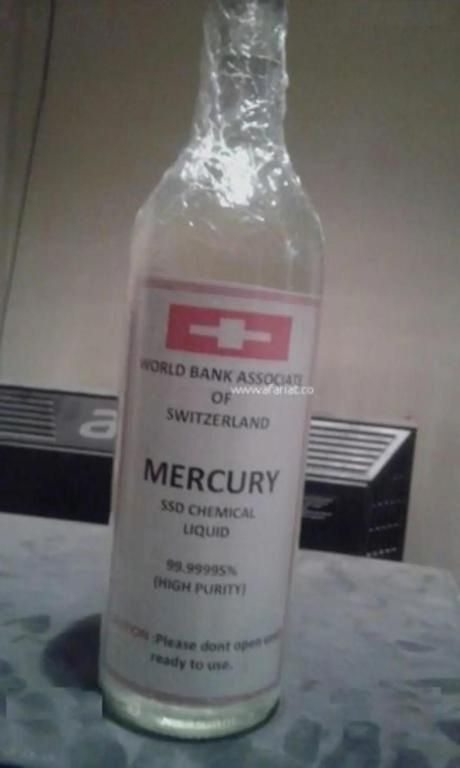 WORLD BANK ASSOCIATE
www.afariat.co
OF
SWITZERLAND
MERCURY
SSD CHEMICAL
LIQUID
99.99995%
(HIGH PURITY)
:Please dont open
ready to use.